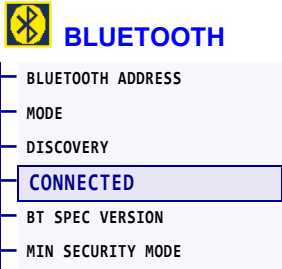 BLUETOOTH
BLUETOOTH ADDRESS
MODE
DISCOVERY
CONNECTED
BT SPEC VERSION
MIN SECURITY MODE